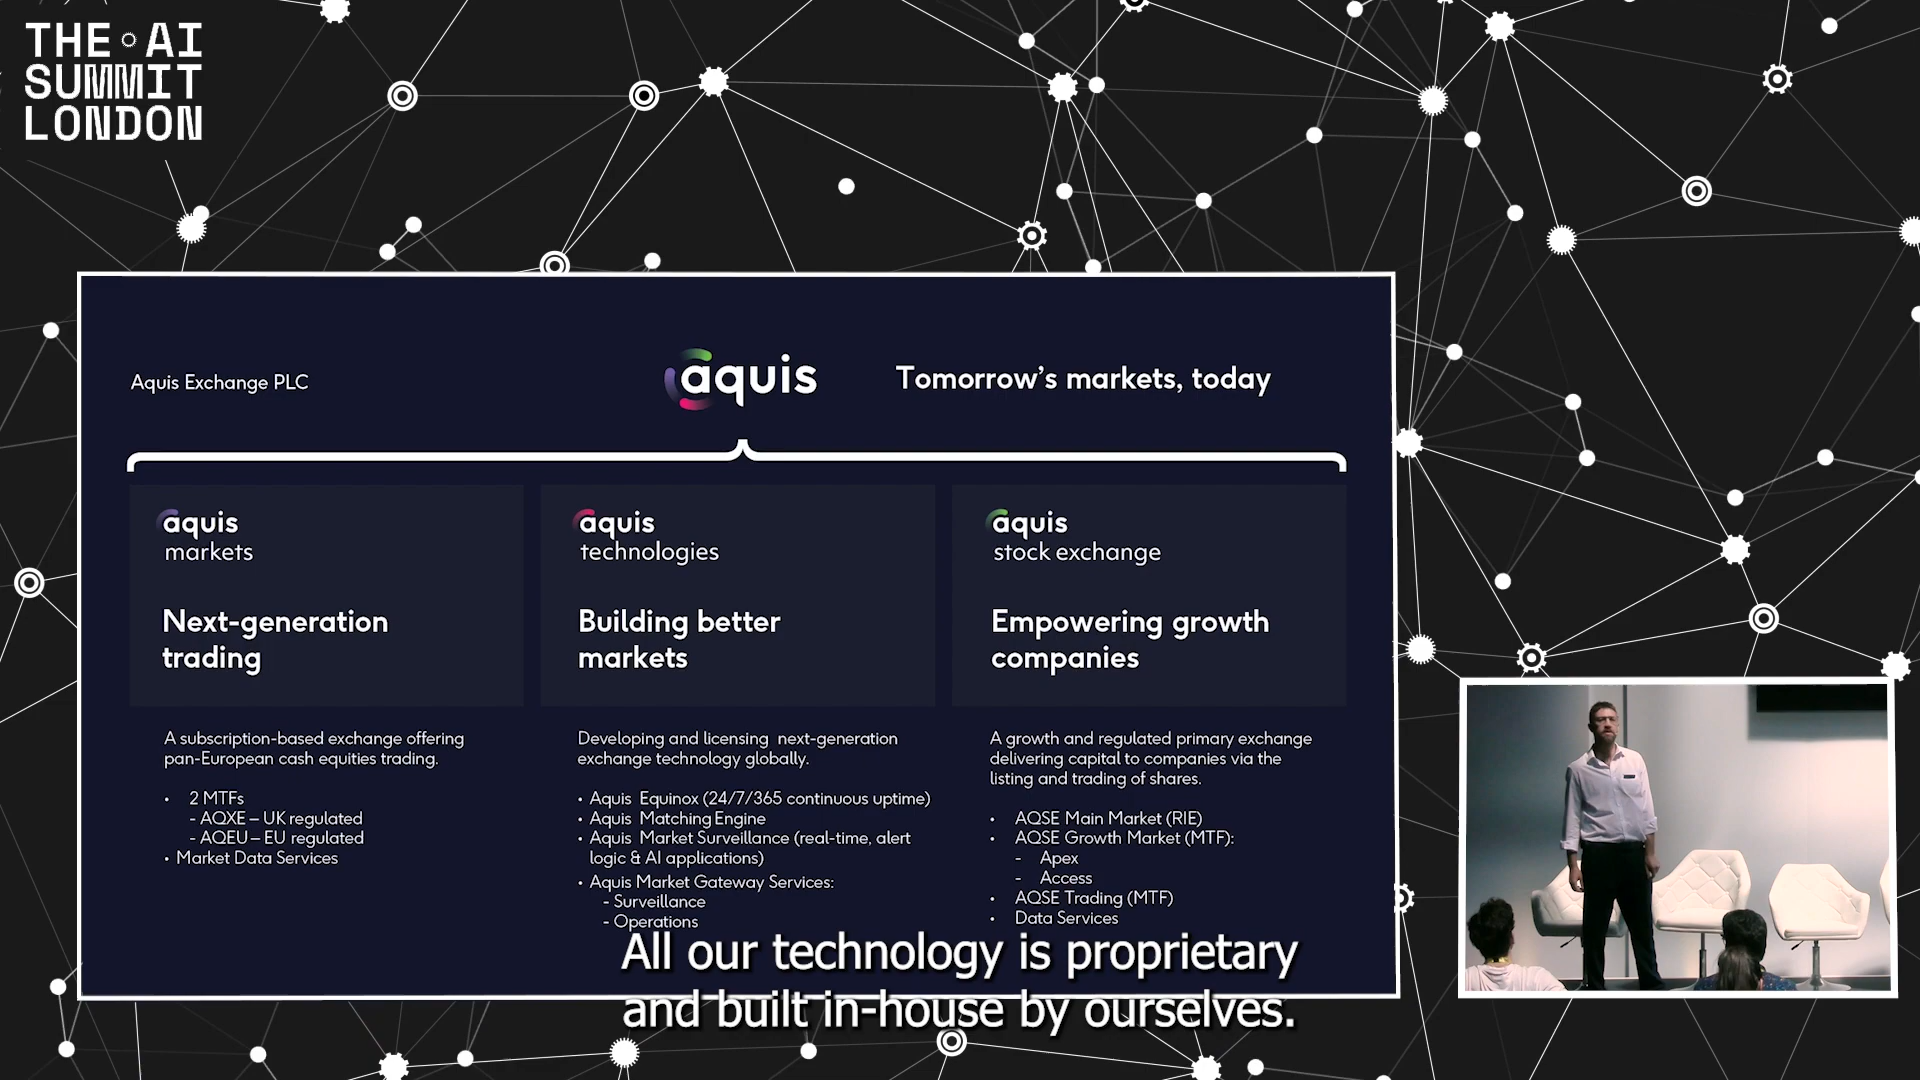 THE AI
SUMMIT
LONDON
Aquis Exchange PLC
aquis
Tomorrow's markets, today
aquis
markets
Next-generation
trading
A subscription-based exchange offering
pan-European cash equities trading.
• 2 MTFs
- AQXE – UK regulated
- AQEU – EU regulated
• Market Data Services
aquis
technologies
Building better
markets
Developing and licensing next-generation
exchange technology globally.
• Aquis Equinox (24/7/365 continuous uptime)
• Aquis Matching Engine
• Aquis Market Surveillance (real-time, alert
logic & AI applications)
• Aquis Market Gateway Services:
- Surveillance
- Operations
aquis
stock exchange
Empowering growth
companies
A growth and regulated primary exchange
delivering capital to companies via the
listing and trading of shares.
• AQSE Main Market (RIE)
• AQSE Growth Market (MTF):
- Apex
- Access
• AQSE Trading (MTF)
• Data Services
All our technology is proprietary
and built in-house by ourselves.